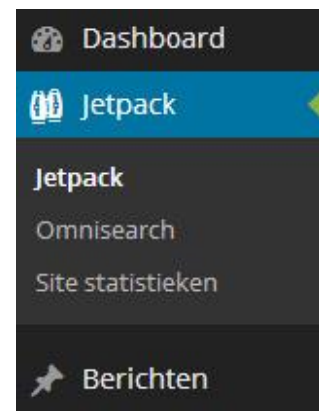 Dashboard
Jetpack
Jetpack
Omnisearch
Site statistieken
Berichten